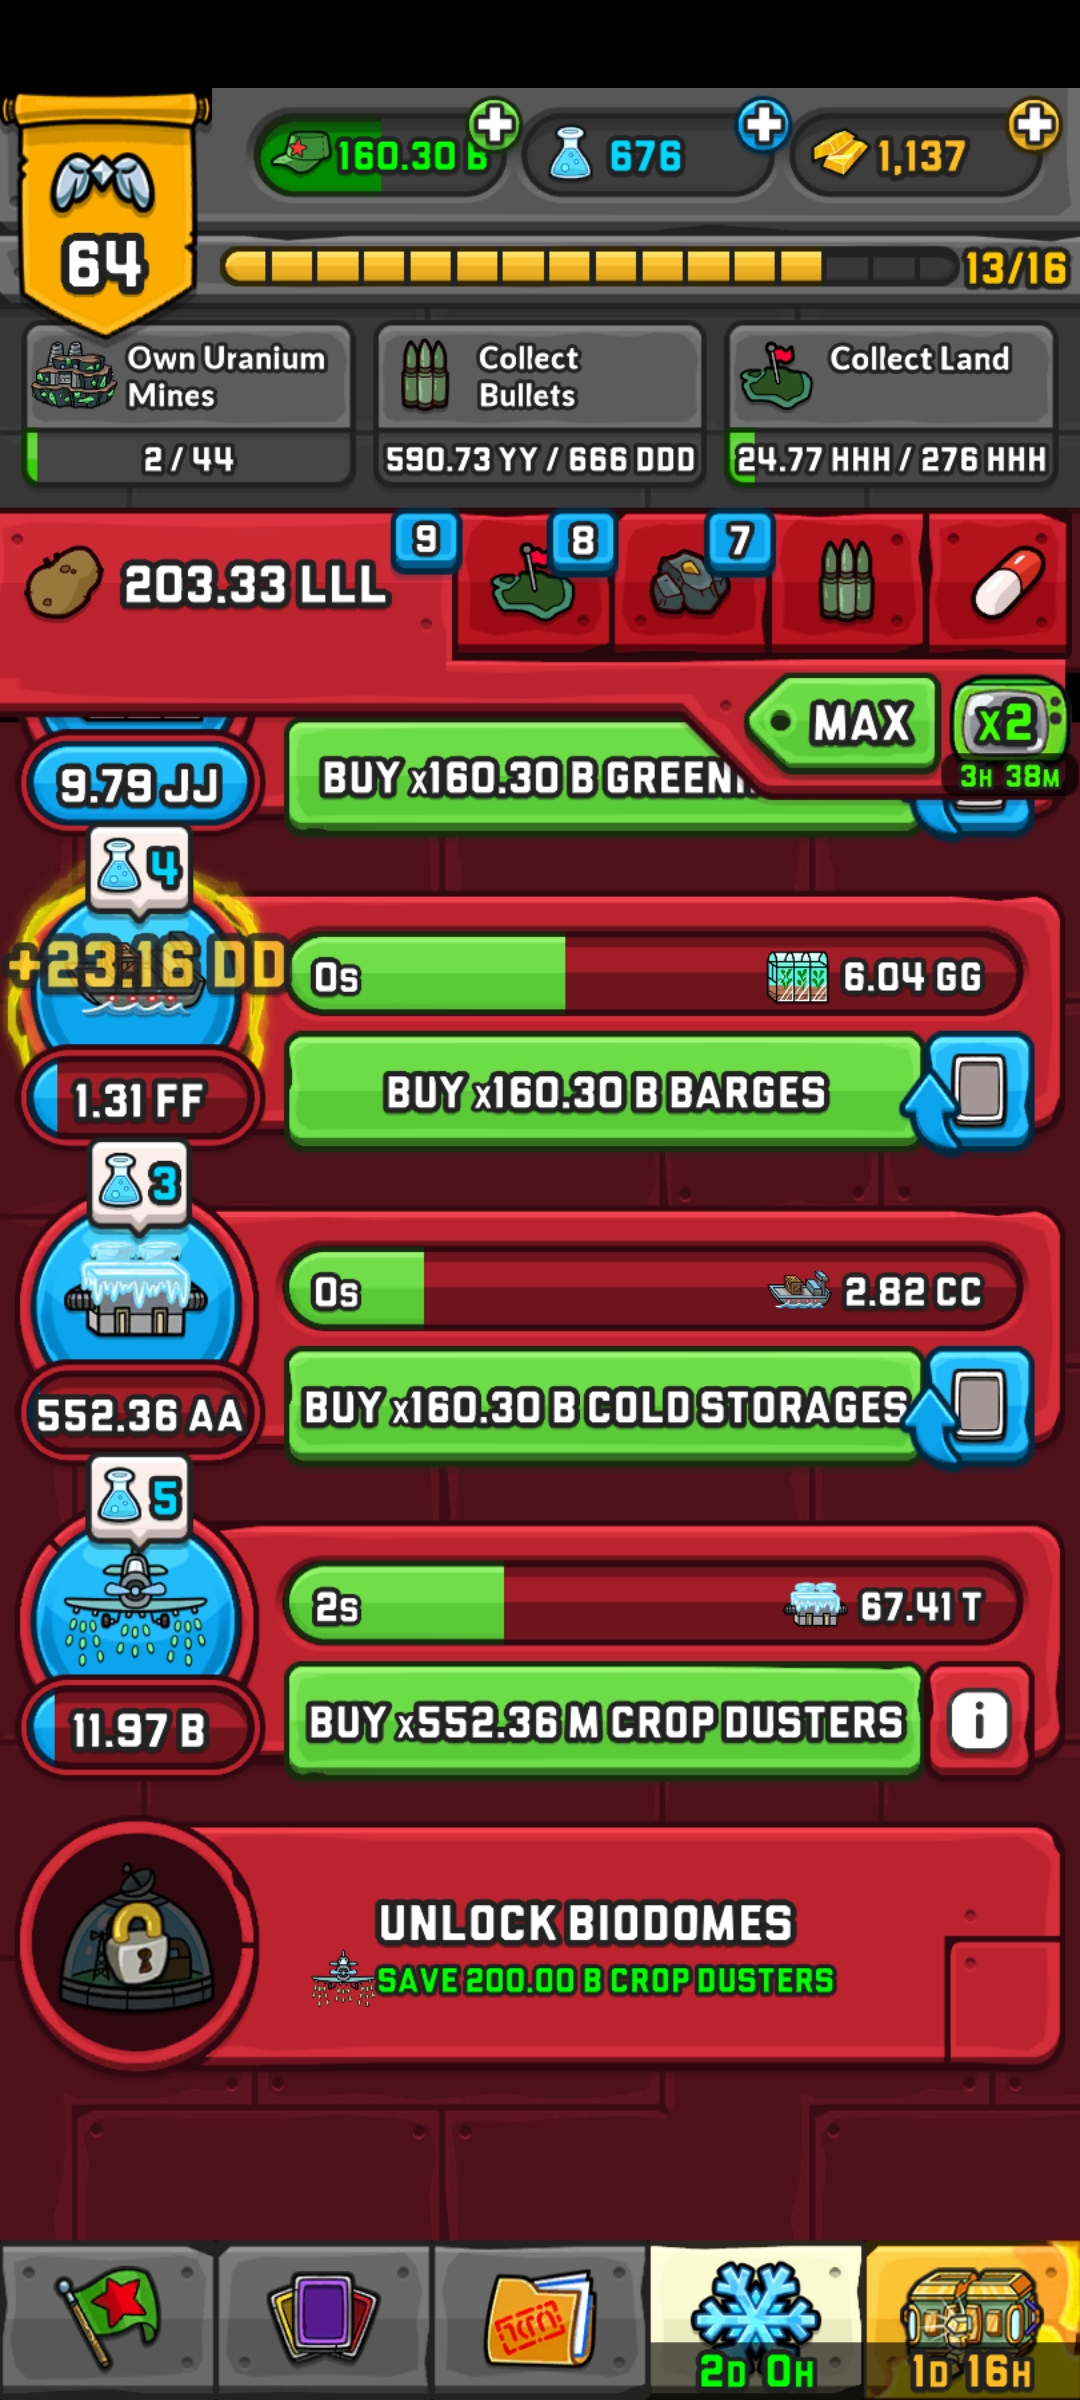 160.30 B
676
1,137
64
13/16
Own Uranium
Mines
2 / 44
Collect
Bullets
590.73 YY / 666 DDD
Collect Land
24.77 HHH / 276 HHH
203.33 LLL
9
8
7
MAX
x2
3H 38M
9.79 JJ
BUY x160.30 B GREEN
4
+23.16 DD
0s
6.04 GG
1.31 FF
BUY x160.30 B BARGES
3
0s
2.82 CC
552.36 AA
BUY x160.30 B COLD STORAGES
5
2s
67.41 T
11.97 B
BUY x552.36 M CROP DUSTERS
i
UNLOCK BIODOMES
SAVE 200.00 B CROP DUSTERS
2D 0H
1D 16H